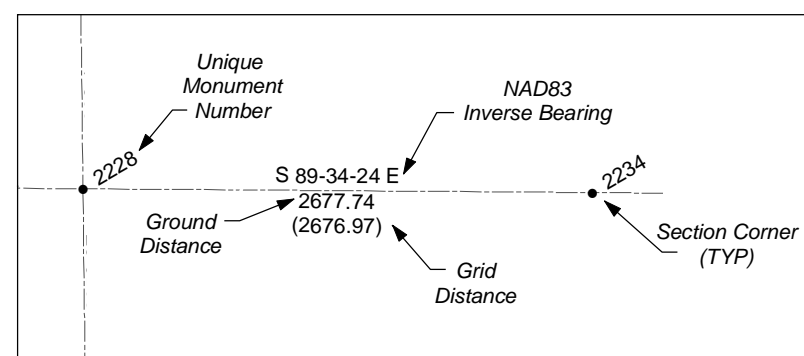 Unique
Monument
Number
NAD83
Inverse Bearing
2228
S 89-34-24 E
2234
2677.74
(2676.97)
Ground
Distance
Grid
Distance
Section Corner
(TYP)